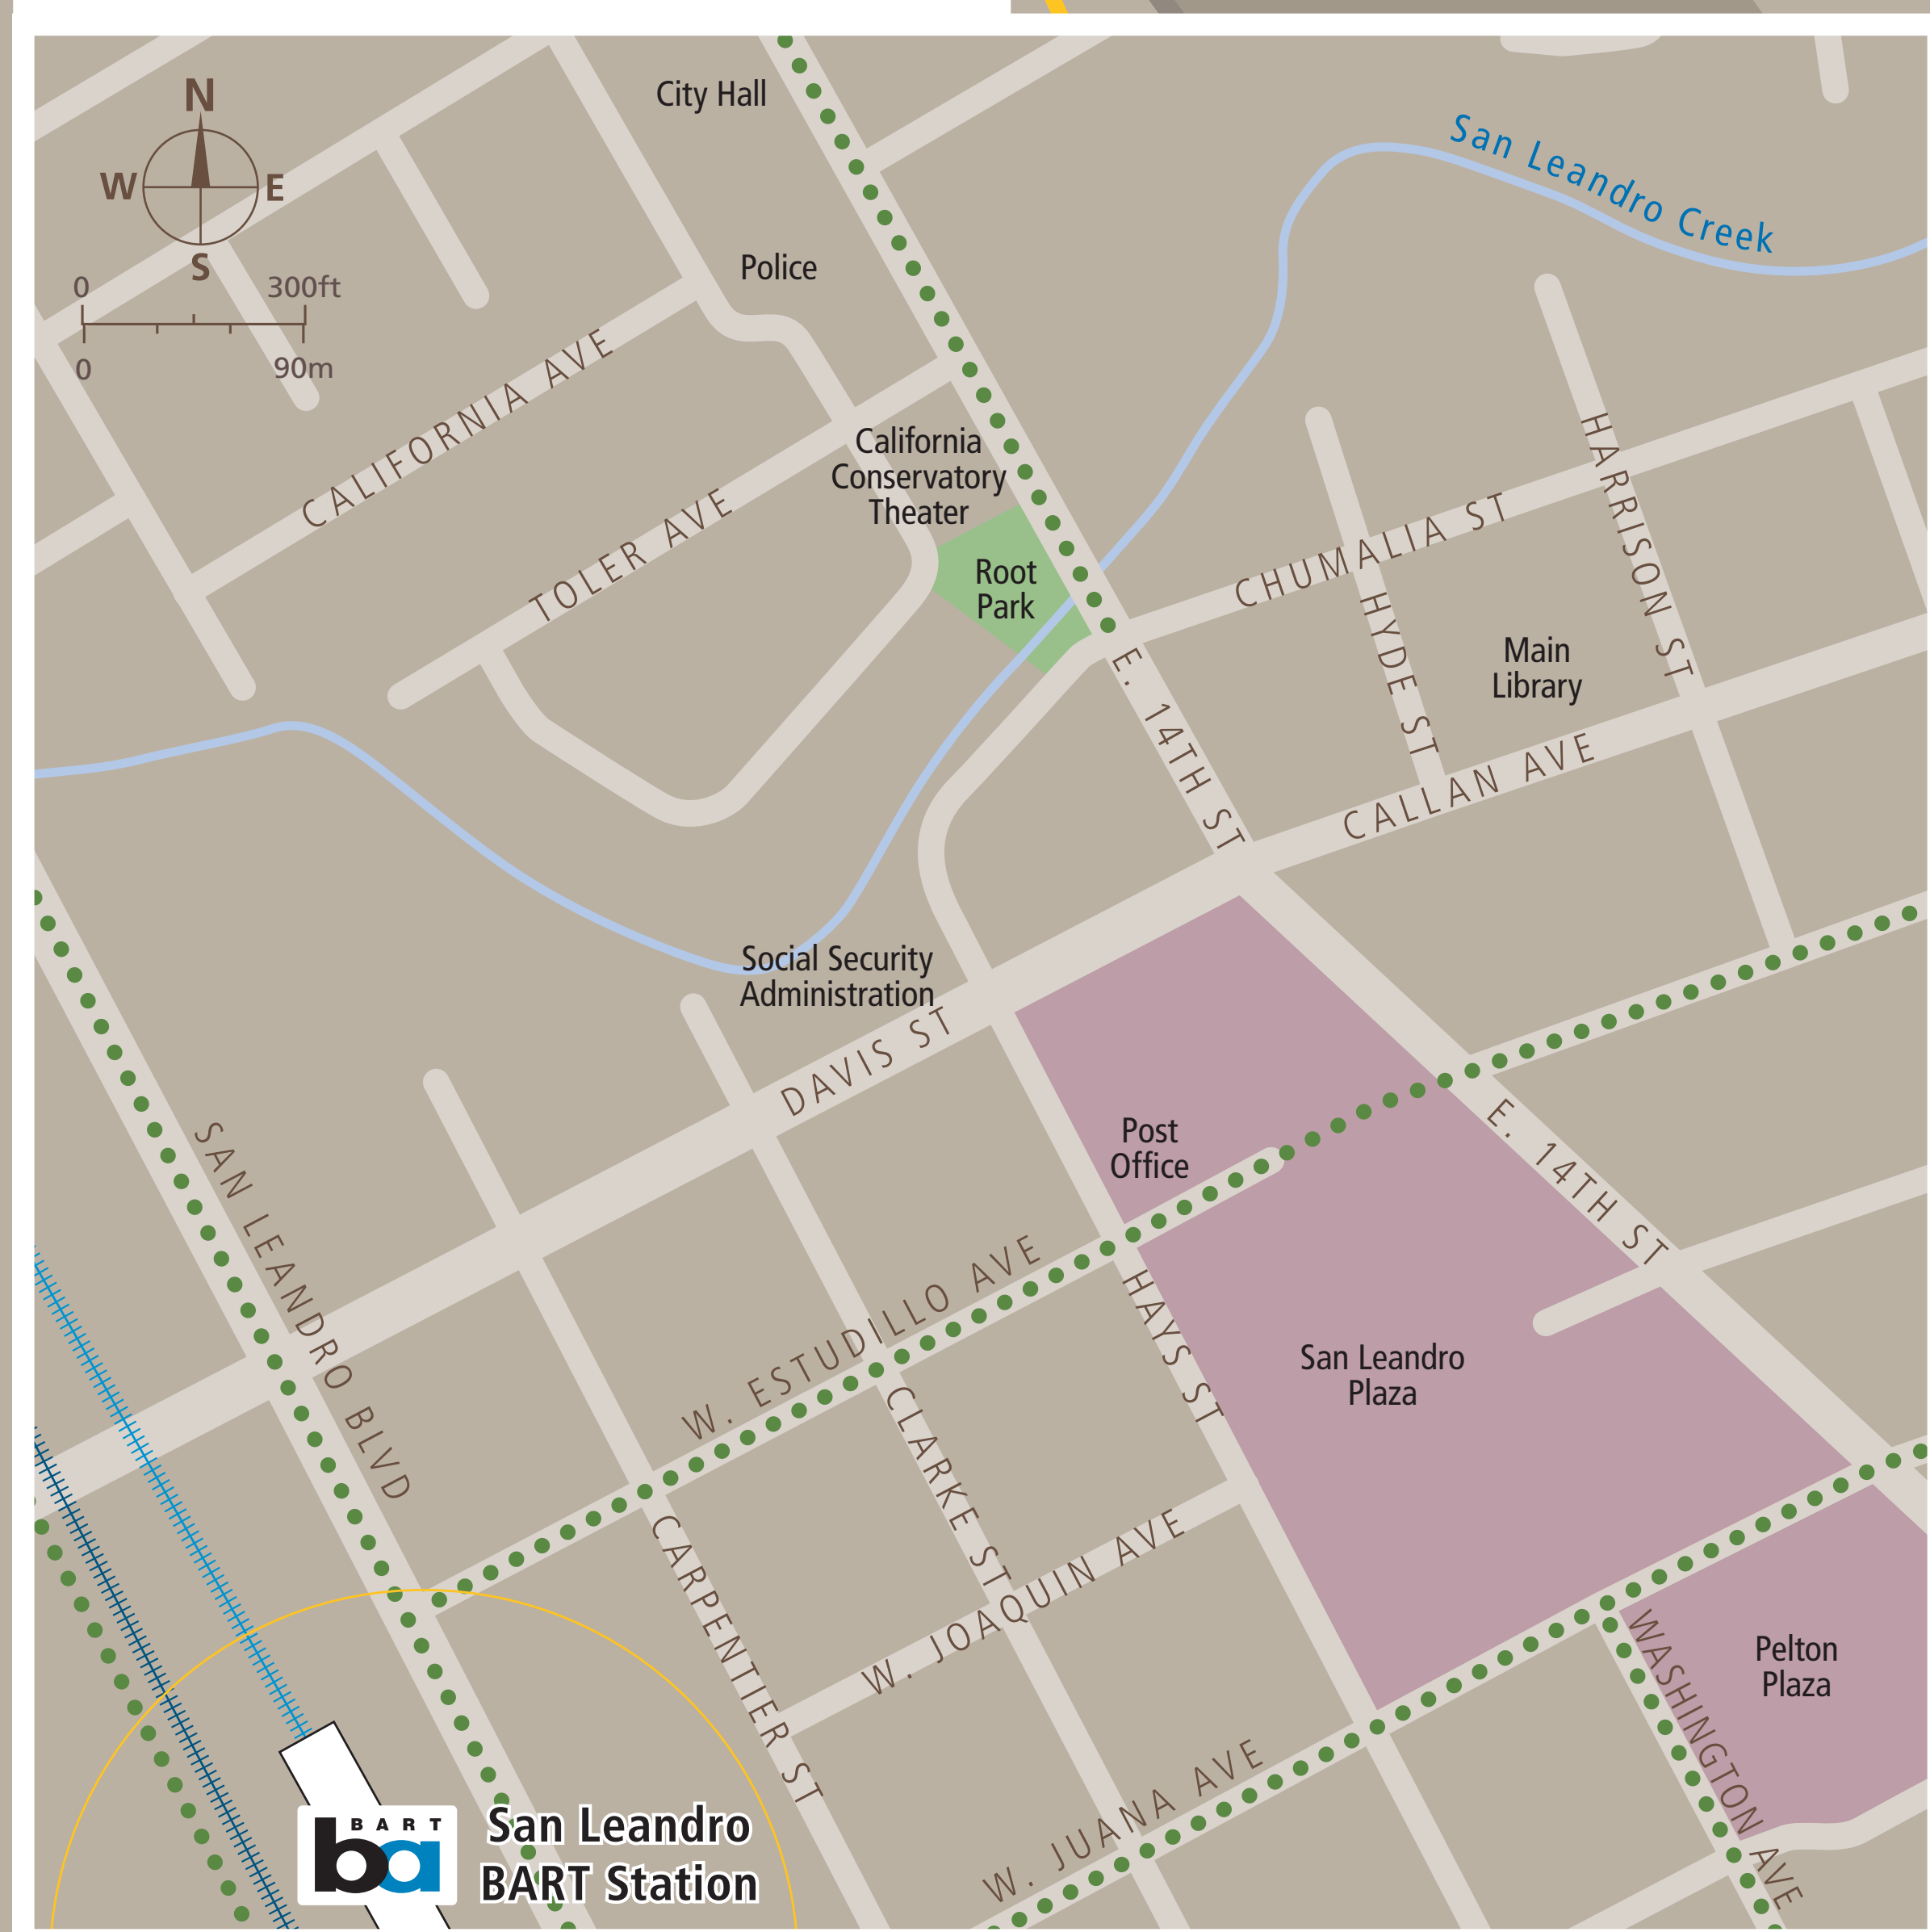 City Hall
N
W
E
S
0
300ft
0
90m
San Leandro Creek
Police
CALIFORNIA AVE
California
Conservatory
Theater
TOLER AVE
Root
Park
CHUMALIA ST
HARRISON ST
HYDE ST
Main
Library
E. 14TH ST
CALLAN AVE
Social Security
Administration
DAVIS ST
SAN LEANDRO BLVD
Post
Office
E. 14TH ST
W. ESTUDILLO AVE
HAYS ST
San Leandro
Plaza
CLARKE ST
CARPENTIER ST
W. JOAQUIN AVE
WASHINGTON AVE
Pelton
Plaza
W. JUANA AVE
BART
ba
San Leandro
BART Station